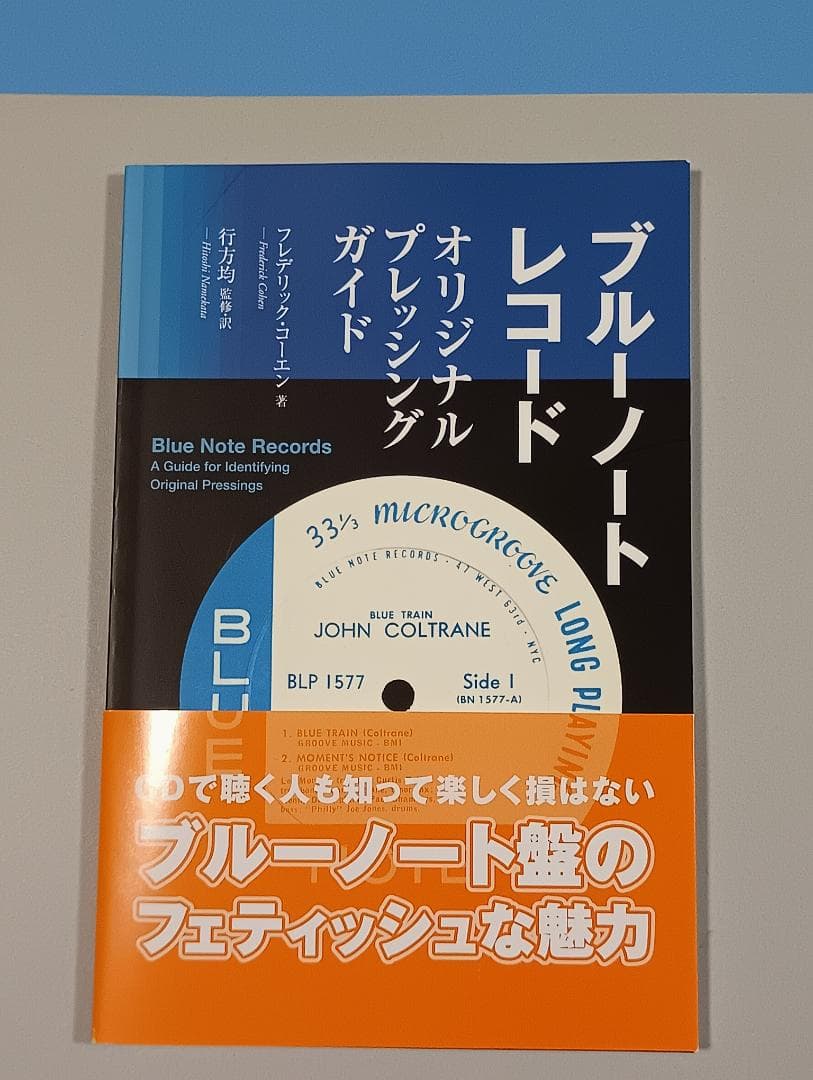 ブルーノート
レコード
オリジナル
プレッシング
ガイド
フレデリック・コーエン 著
— Frederick Cohen
行方均 監修・訳
— Hitoshi Namekata
Blue Note Records
A Guide for Identifying
Original Pressings
33⅓ MICROGROOVE LONG PLAYING
BLUE NOTE RECORDS · 47 WEST 63rd · NYC
BLUE TRAIN
JOHN COLTRANE
BLP 1577
Side 1
(BN 1577-A)
BLUE
NOTE
1. BLUE TRAIN (Coltrane)
GROOVE MUSIC - BMI
2. MOMENT'S NOTICE (Coltrane)
GROOVE MUSIC - BMI
bass, "Philly" Joe Jones, drums.
CDで聴く人も知って楽しく損はない
ブルーノート盤の
フェティッシュな魅力